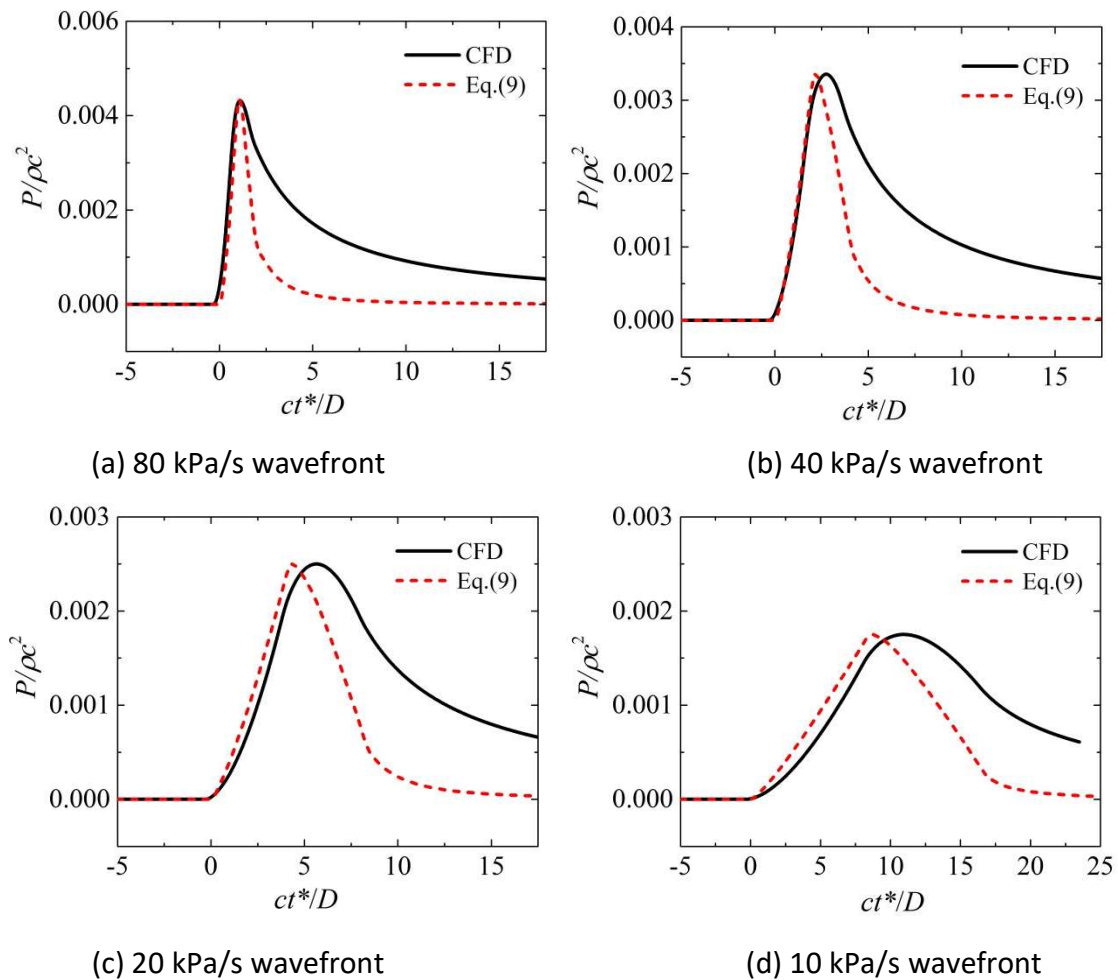 0.006
0.004
0.002
0.000
P/ρc²
CFD
Eq.(9)
-5 0 5 10 15
ct*/D
(a) 80 kPa/s wavefront
0.004
0.003
0.002
0.001
0.000
P/ρc²
CFD
Eq.(9)
-5 0 5 10 15
ct*/D
(b) 40 kPa/s wavefront
0.003
0.002
0.001
0.000
P/ρc²
CFD
Eq.(9)
-5 0 5 10 15
ct*/D
(c) 20 kPa/s wavefront
0.003
0.002
0.001
0.000
P/ρc²
CFD
Eq.(9)
-5 0 5 10 15 20 25
ct*/D
(d) 10 kPa/s wavefront